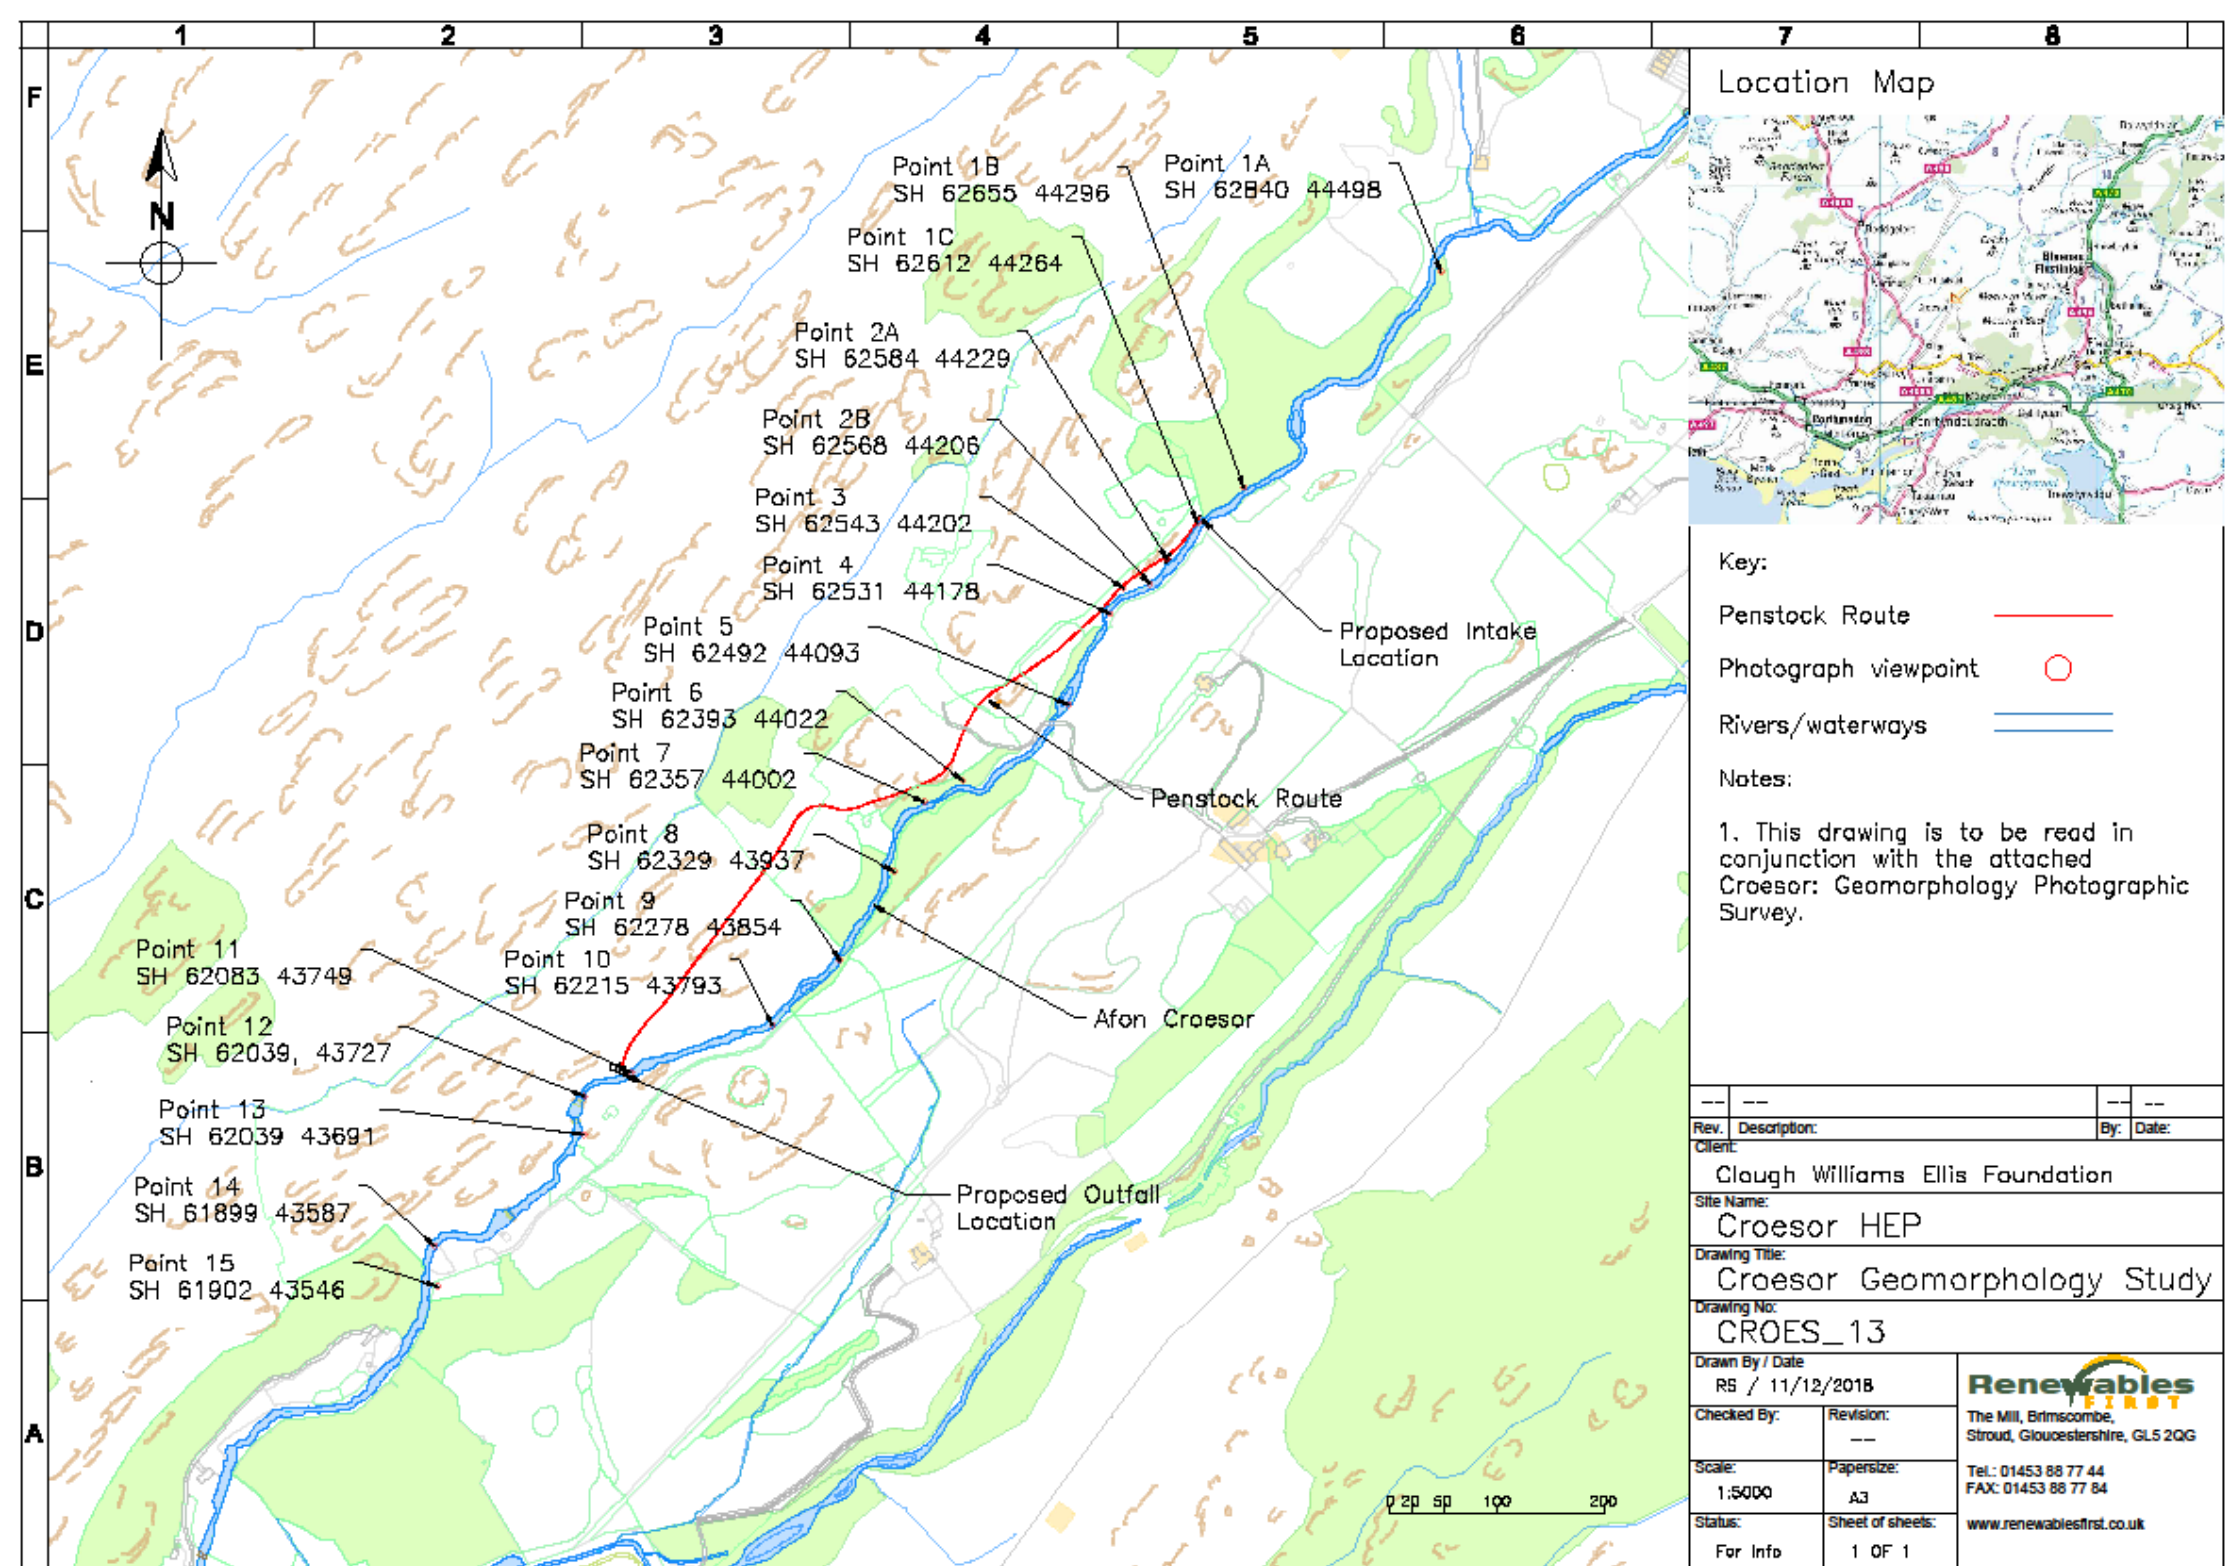 1 2 3 4 5 6 7 8
F
E
D
C
B
A
N
Point 1B
SH 62655 44296
Point 1A
SH 62840 44498
Point 1C
SH 62612 44264
Point 2A
SH 62584 44229
Point 2B
SH 62568 44206
Point 3
SH 62543 44202
Point 4
SH 62531 44178
Point 5
SH 62492 44093
Point 6
SH 62393 44022
Point 7
SH 62357 44002
Point 8
SH 62329 43937
Point 9
SH 62278 43854
Point 10
SH 62215 43793
Point 11
SH 62083 43749
Point 12
SH 62039, 43727
Point 13
SH 62039 43691
Point 14
SH 61899 43587
Point 15
SH 61902 43546
Proposed Intake
Location
Penstock Route
Afon Croesor
Proposed Outfall
Location
0 20 50 100 200
Location Map
Blaenau
Ffestiniog
Porthmadog
Penrhyndeudraeth
Key:
Penstock Route
Photograph viewpoint
Rivers/waterways
Notes:
1. This drawing is to be read in
conjunction with the attached
Croesor: Geomorphology Photographic
Survey.
-- -- -- --
Rev. Description: By: Date:
Client:
Clough Williams Ellis Foundation
Site Name:
Croesor HEP
Drawing Title:
Croesor Geomorphology Study
Drawing No:
CROES_13
Drawn By / Date
RS / 11/12/2018
Checked By: Revision:
--
Scale: Papersize:
1:5000 A3
Status: Sheet of sheets:
For Info 1 OF 1
Renewables
FIRST
The Mill, Brimscombe,
Stroud, Gloucestershire, GL5 2QG
Tel.: 01453 88 77 44
FAX: 01453 88 77 84
www.renewablesfirst.co.uk